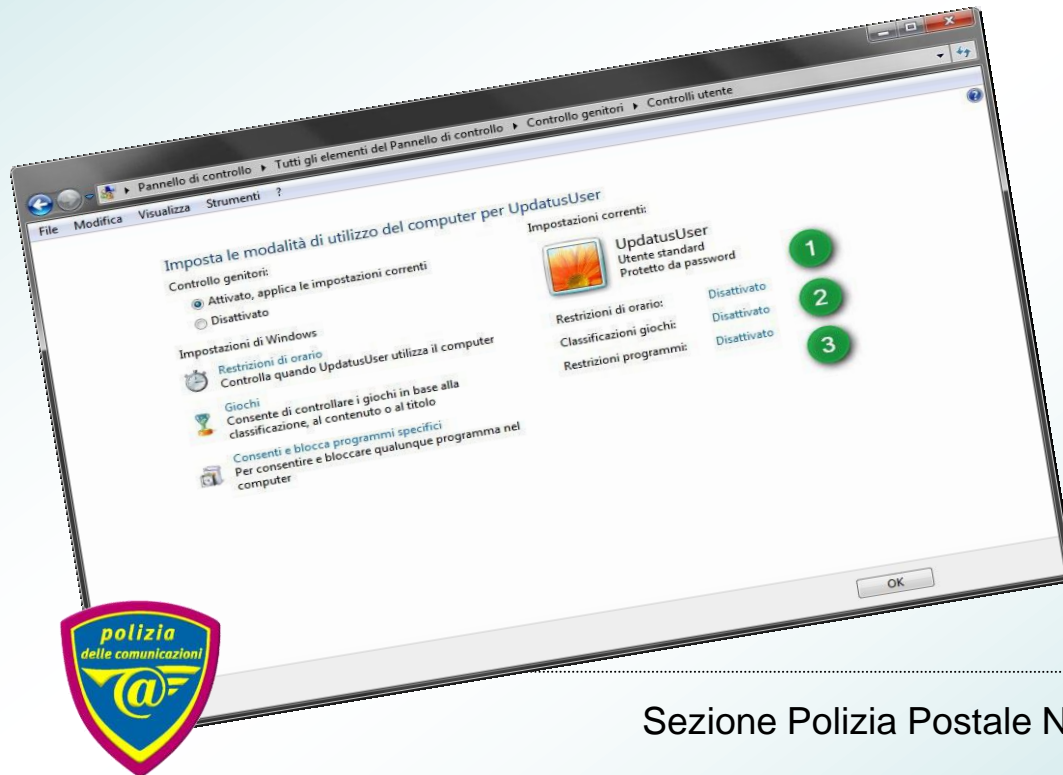 Pannello di controllo ▸ Tutti gli elementi del Pannello di controllo ▸ Controllo genitori ▸ Controlli utente
File Modifica Visualizza Strumenti ?
Imposta le modalità di utilizzo del computer per UpdatusUser
Controllo genitori:
Attivato, applica le impostazioni correnti
Disattivato
Impostazioni di Windows
Restrizioni di orario
Controlla quando UpdatusUser utilizza il computer
Giochi
Consente di controllare i giochi in base alla
classificazione, al contenuto o al titolo
Consenti e blocca programmi specifici
Per consentire e bloccare qualunque programma nel
computer
Impostazioni correnti:
UpdatusUser
Utente standard
Protetto da password
Restrizioni di orario: Disattivato
Classificazioni giochi: Disattivato
Restrizioni programmi: Disattivato
1
2
3
OK
polizia
delle comunicazioni
@
Sezione Polizia Postale N